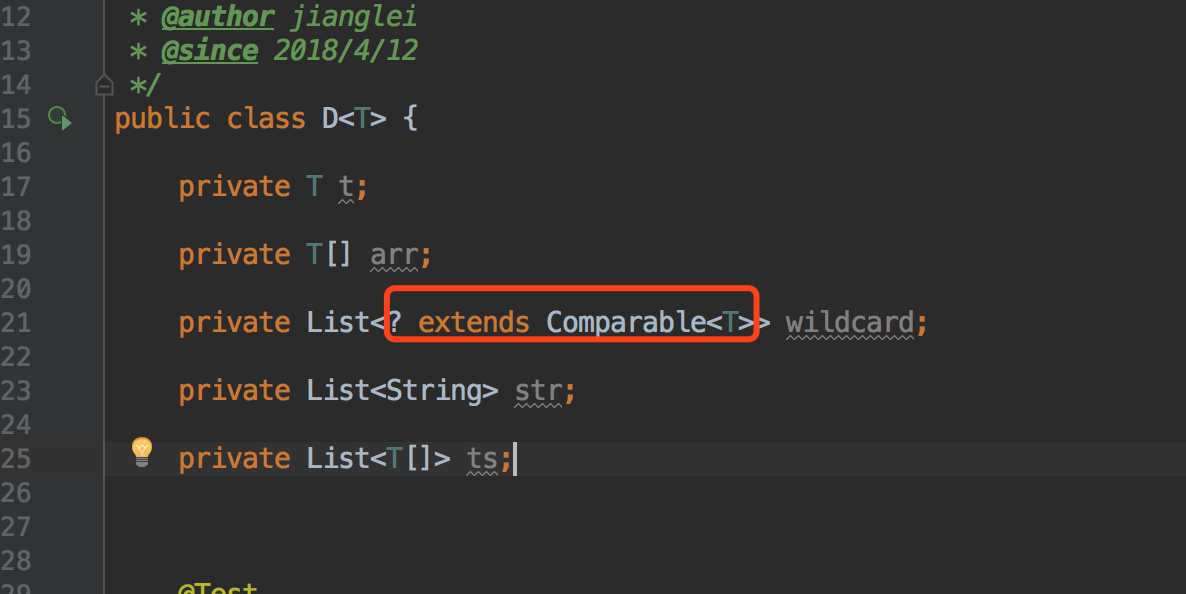 12 * @author jianglei
13 * @since 2018/4/12
14 */
15 public class D<T> {
16
17 private T t;
18
19 private T[] arr;
20
21 private List<? extends Comparable<T>> wildcard;
22
23 private List<String> str;
24
25 private List<T[]> ts;
26
27
28
29 @Test